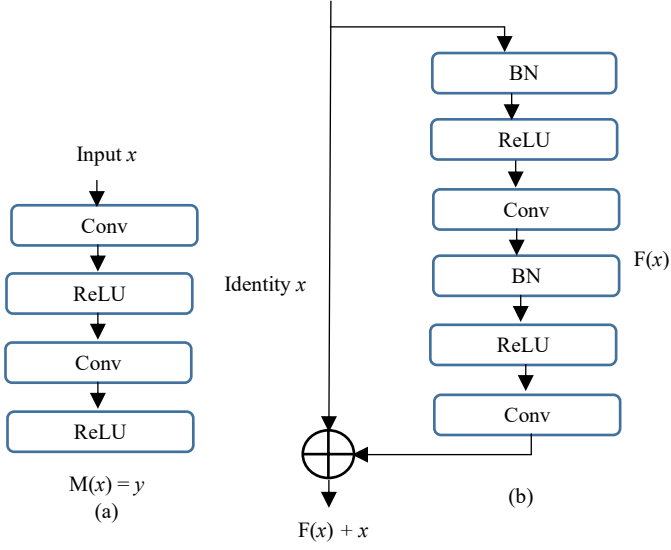 Input x
Conv
ReLU
Conv
ReLU
M(x) = y
(a)
BN
ReLU
Conv
BN
ReLU
Conv
F(x)
Identity x
F(x) + x
(b)